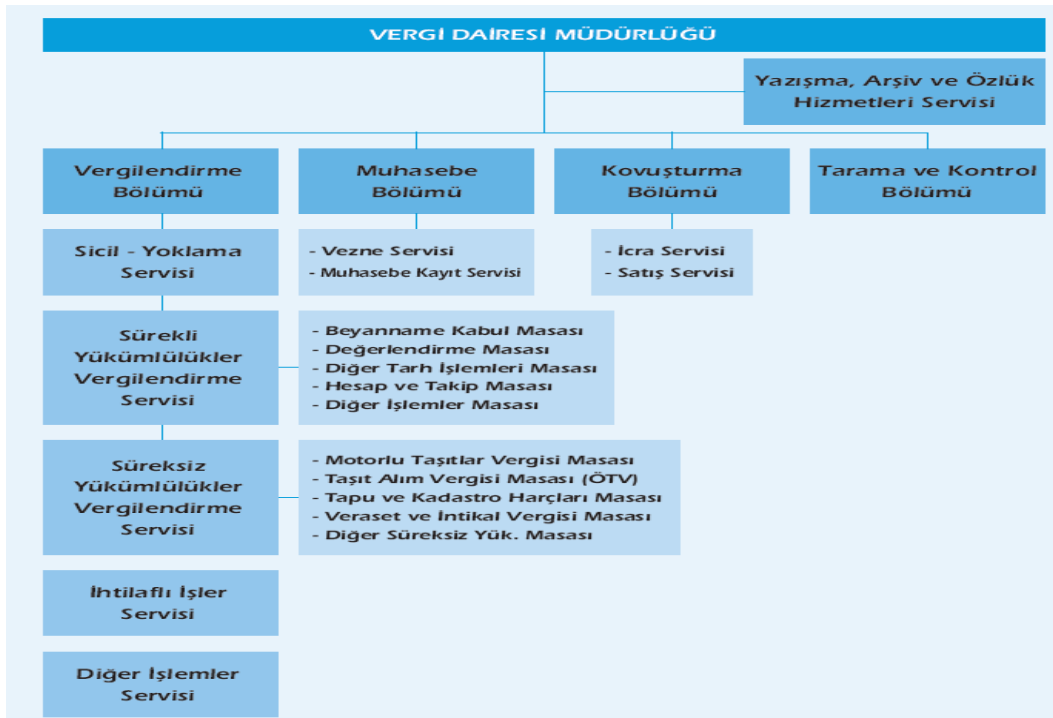 VERGİ DAİRESİ MÜDÜRLÜĞÜ
Yazışma, Arşiv ve Özlük
Hizmetleri Servisi
Vergilendirme
Bölümü
Muhasebe
Bölümü
Kovuşturma
Bölümü
Tarama ve Kontrol
Bölümü
Sicil - Yoklama
Servisi
- Vezne Servisi
- Muhasebe Kayıt Servisi
- İcra Servisi
- Satış Servisi
Sürekli
Yükümlülükler
Vergilendirme
Servisi
- Beyanname Kabul Masası
- Değerlendirme Masası
- Diğer Tarh İşlemleri Masası
- Hesap ve Takip Masası
- Diğer İşlemler Masası
Süreksiz
Yükümlülükler
Vergilendirme
Servisi
- Motorlu Taşıtlar Vergisi Masası
- Taşıt Alım Vergisi Masası (ÖTV)
- Tapu ve Kadastro Harçları Masası
- Veraset ve İntikal Vergisi Masası
- Diğer Süreksiz Yük. Masası
İhtilaflı İşler
Servisi
Diğer İşlemler
Servisi